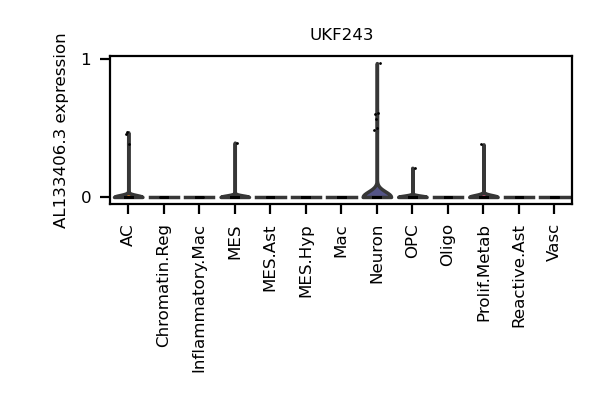 UKF243
AL133406.3 expression
1
0
AC
Chromatin.Reg
Inflammatory.Mac
MES
MES.Ast
MES.Hyp
Mac
Neuron
OPC
Oligo
Prolif.Metab
Reactive.Ast
Vasc